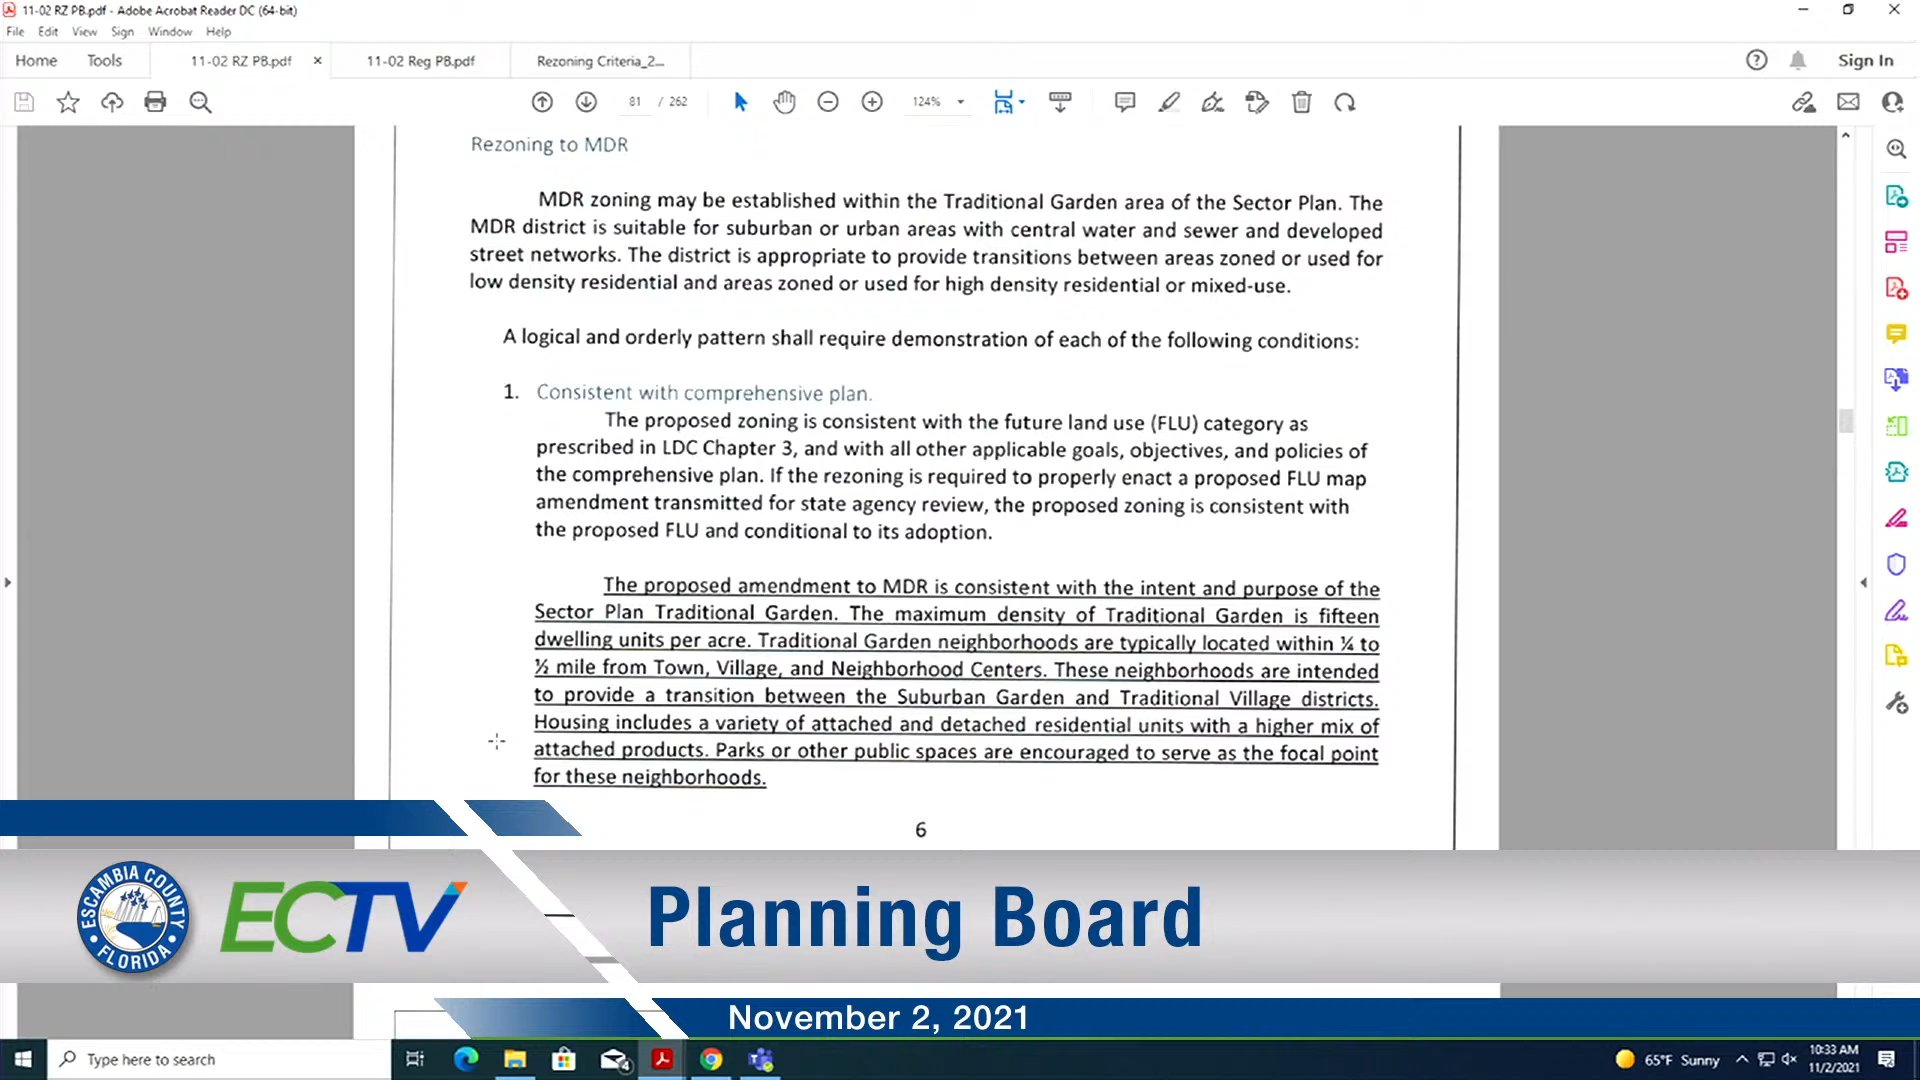 11-02 RZ PB.pdf - Adobe Acrobat Reader DC (64-bit)
File Edit View Sign Window Help
Home Tools 11-02 RZ PB.pdf × 11-02 Reg PB.pdf Rezoning Criteria_2... Sign In
81 / 262 124%
Rezoning to MDR
MDR zoning may be established within the Traditional Garden area of the Sector Plan. The
MDR district is suitable for suburban or urban areas with central water and sewer and developed
street networks. The district is appropriate to provide transitions between areas zoned or used for
low density residential and areas zoned or used for high density residential or mixed-use.
A logical and orderly pattern shall require demonstration of each of the following conditions:
1. Consistent with comprehensive plan.
The proposed zoning is consistent with the future land use (FLU) category as
prescribed in LDC Chapter 3, and with all other applicable goals, objectives, and policies of
the comprehensive plan. If the rezoning is required to properly enact a proposed FLU map
amendment transmitted for state agency review, the proposed zoning is consistent with
the proposed FLU and conditional to its adoption.
The proposed amendment to MDR is consistent with the intent and purpose of the
Sector Plan Traditional Garden. The maximum density of Traditional Garden is fifteen
dwelling units per acre. Traditional Garden neighborhoods are typically located within ¼ to
½ mile from Town, Village, and Neighborhood Centers. These neighborhoods are intended
to provide a transition between the Suburban Garden and Traditional Village districts.
Housing includes a variety of attached and detached residential units with a higher mix of
attached products. Parks or other public spaces are encouraged to serve as the focal point
for these neighborhoods.
6
ESCAMBIA COUNTY
FLORIDA
ECTV
Planning Board
November 2, 2021
Type here to search
4
65°F Sunny
10:33 AM
11/2/2021